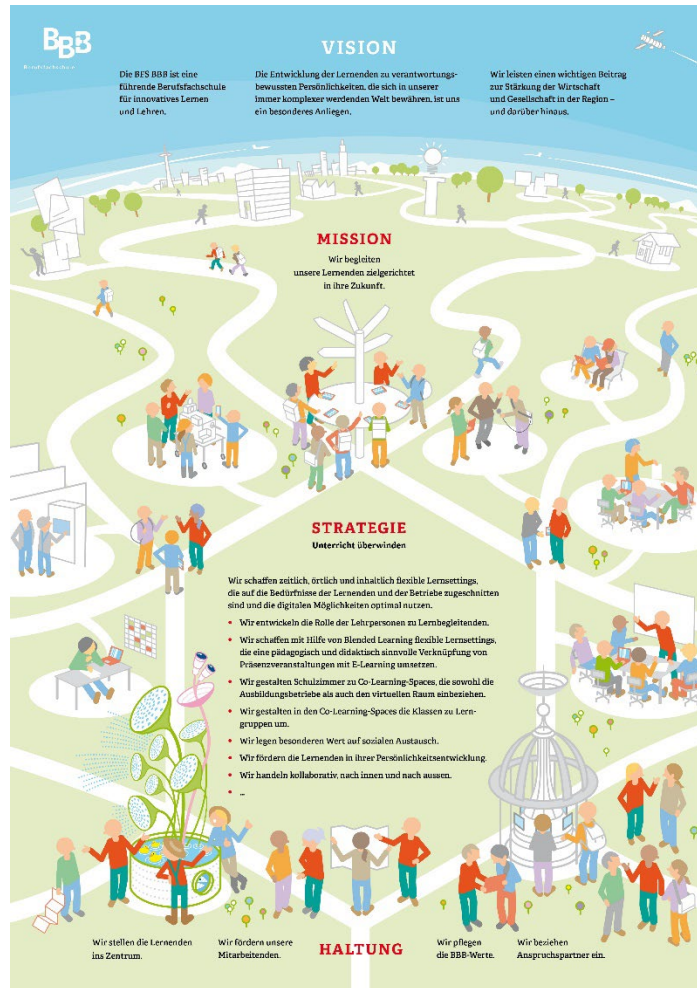 BBB
Berufsfachschule
VISION
Die BFS BBB ist eine
führende Berufsfachschule
für innovatives Lernen
und Lehren.
Die Entwicklung der Lernenden zu verantwortungs-
bewussten Persönlichkeiten, die sich in unserer
immer komplexer werdenden Welt bewähren, ist uns
ein besonderes Anliegen.
Wir leisten einen wichtigen Beitrag
zur Stärkung der Wirtschaft
und Gesellschaft in der Region –
und darüber hinaus.
MISSION
Wir begleiten
unsere Lernenden zielgerichtet
in ihre Zukunft.
STRATEGIE
Unterricht überwinden
Wir schaffen zeitlich, örtlich und inhaltlich flexible Lernsettings,
die auf die Bedürfnisse der Lernenden und der Betriebe zugeschnitten
sind und die digitalen Möglichkeiten optimal nutzen.
• Wir entwickeln die Rolle der Lehrpersonen zu Lernbegleitenden.
• Wir schaffen mit Hilfe von Blended Learning flexible Lernsettings,
die eine pädagogisch und didaktisch sinnvolle Verknüpfung von
Präsenzveranstaltungen mit E-Learning umsetzen.
• Wir gestalten Schulzimmer zu Co-Learning-Spaces, die sowohl die
Ausbildungsbetriebe als auch den virtuellen Raum einbeziehen.
• Wir gestalten in den Co-Learning-Spaces die Klassen zu Lern-
gruppen um.
• Wir legen besonderen Wert auf sozialen Austausch.
• Wir fördern die Lernenden in ihrer Persönlichkeitsentwicklung.
• Wir handeln kollaborativ, nach innen und nach aussen.
• ...
Wir stellen die Lernenden
ins Zentrum.
Wir fördern unsere
Mitarbeitenden.
HALTUNG
Wir pflegen
die BBB-Werte.
Wir beziehen
Anspruchspartner ein.